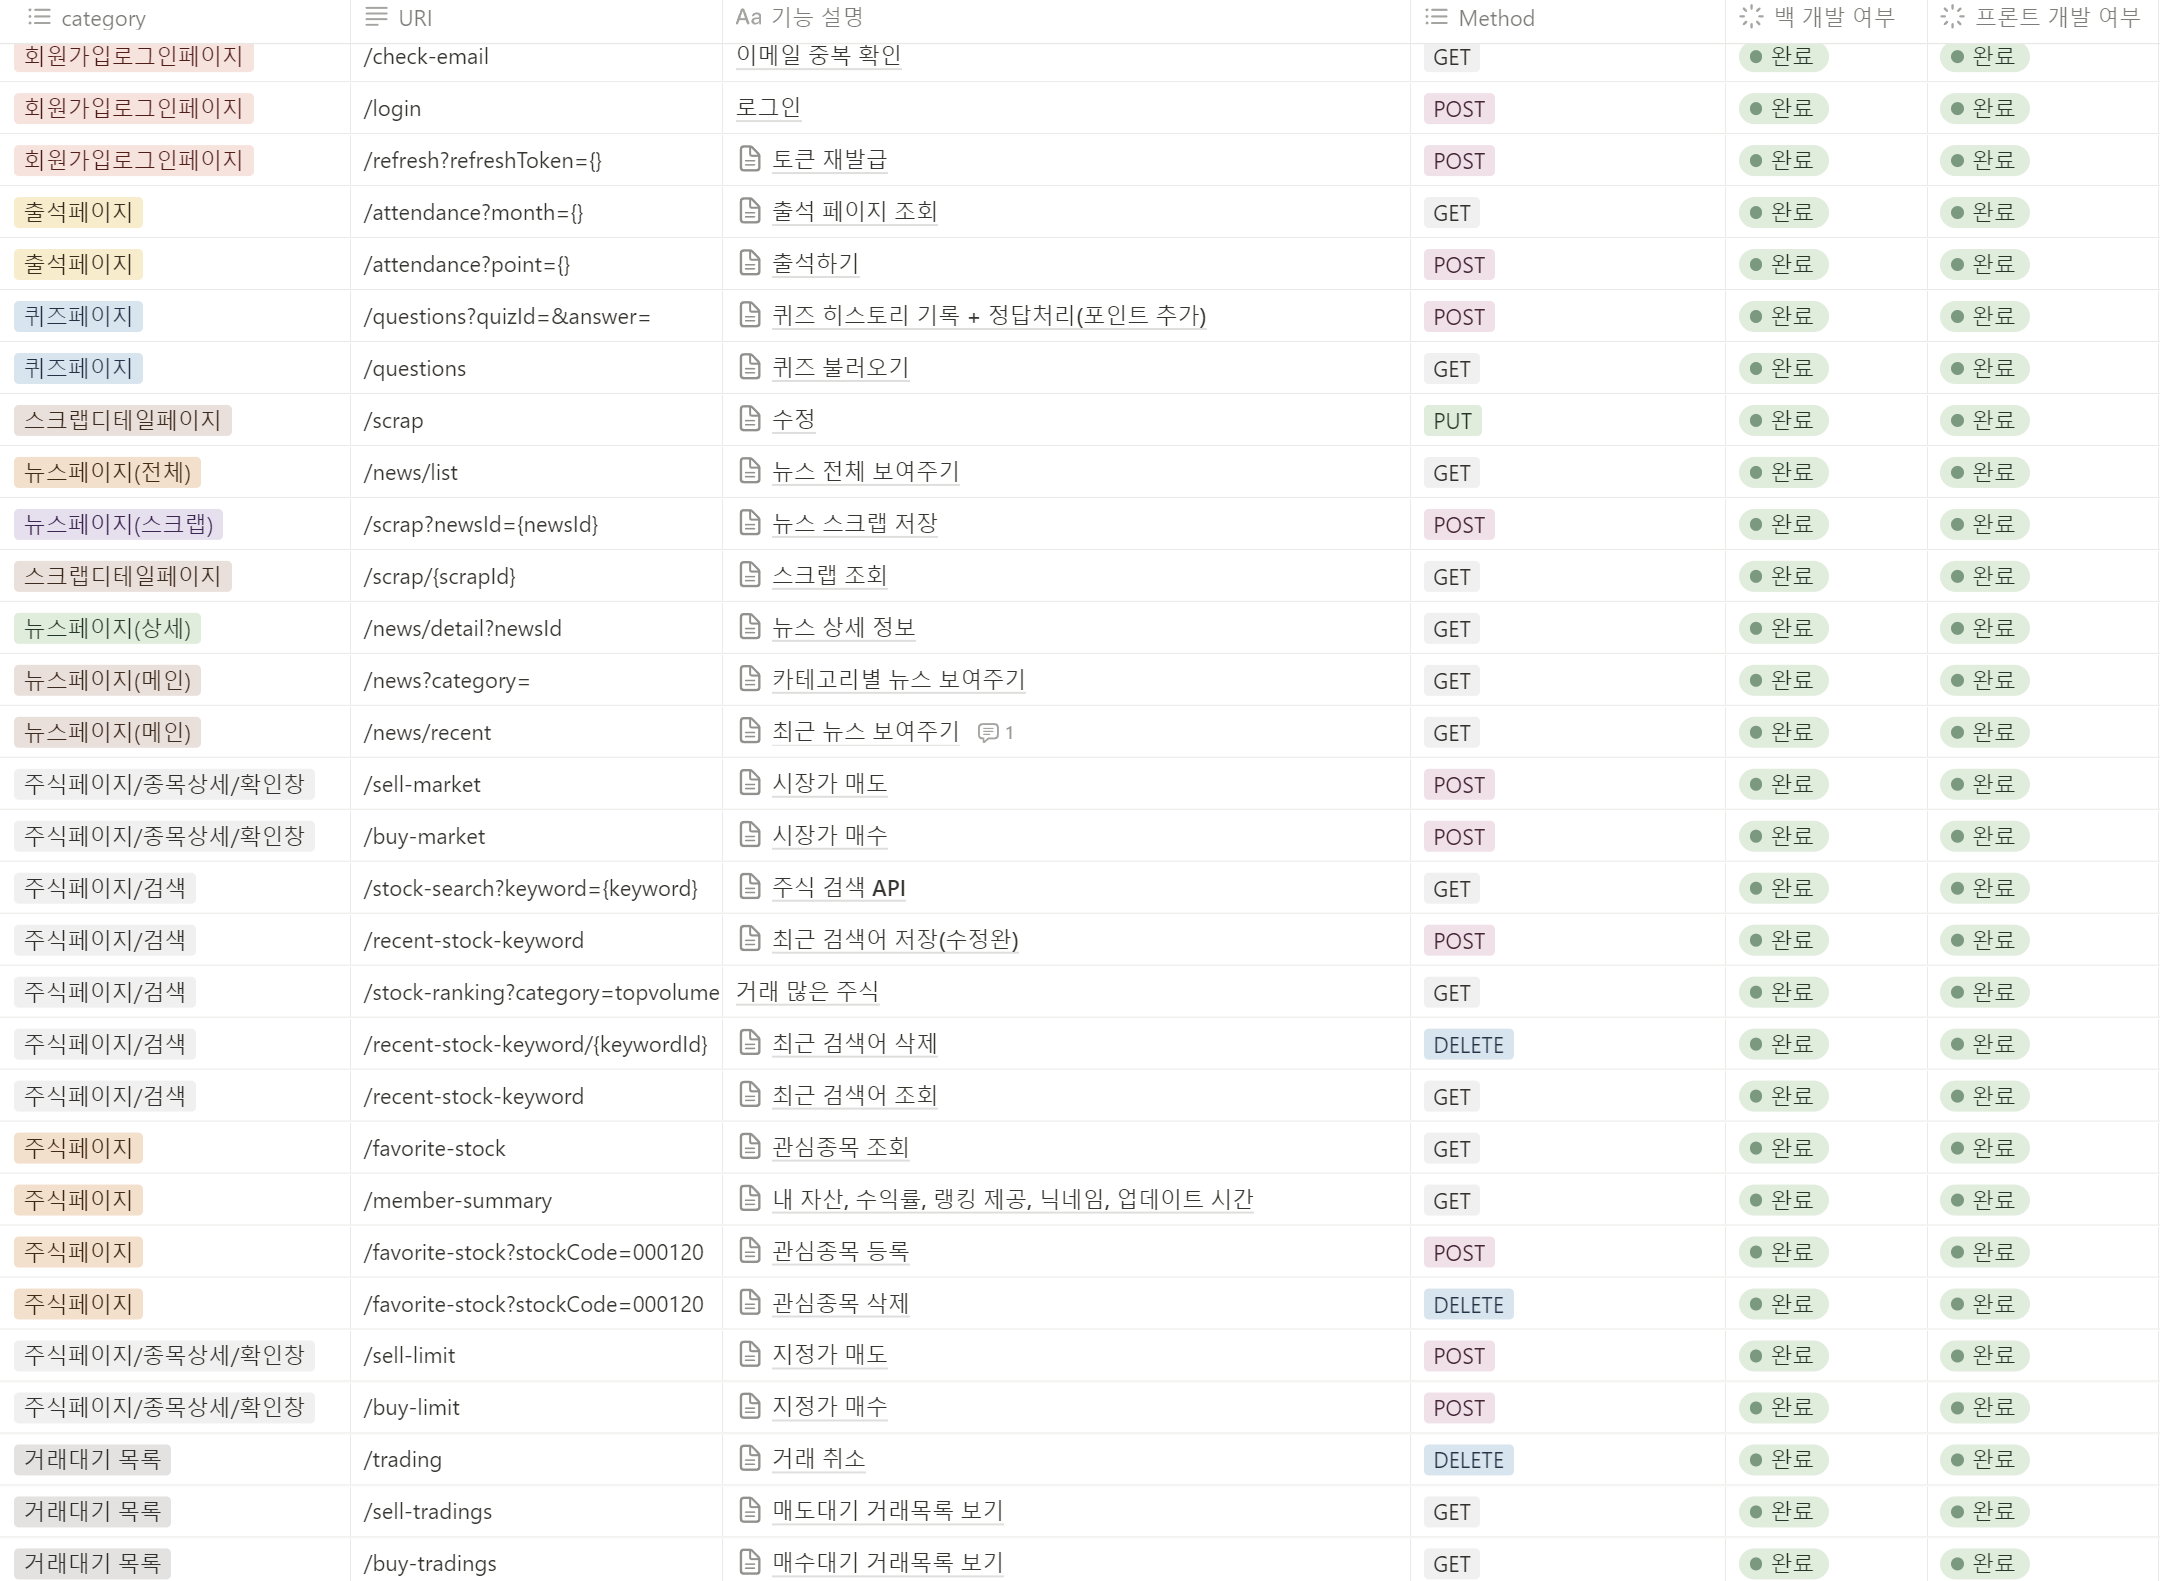 category URI Aa 기능 설명 Method 백 개발 여부 프론트 개발 여부
회원가입로그인페이지 /check-email 이메일 중복 확인 GET 완료 완료
회원가입로그인페이지 /login 로그인 POST 완료 완료
회원가입로그인페이지 /refresh?refreshToken={} 토큰 재발급 POST 완료 완료
출석페이지 /attendance?month={} 출석 페이지 조회 GET 완료 완료
출석페이지 /attendance?point={} 출석하기 POST 완료 완료
퀴즈페이지 /questions?quizId=&answer= 퀴즈 히스토리 기록 + 정답처리(포인트 추가) POST 완료 완료
퀴즈페이지 /questions 퀴즈 불러오기 GET 완료 완료
스크랩디테일페이지 /scrap 수정 PUT 완료 완료
뉴스페이지(전체) /news/list 뉴스 전체 보여주기 GET 완료 완료
뉴스페이지(스크랩) /scrap?newsId={newsId} 뉴스 스크랩 저장 POST 완료 완료
스크랩디테일페이지 /scrap/{scrapId} 스크랩 조회 GET 완료 완료
뉴스페이지(상세) /news/detail?newsId 뉴스 상세 정보 GET 완료 완료
뉴스페이지(메인) /news?category= 카테고리별 뉴스 보여주기 GET 완료 완료
뉴스페이지(메인) /news/recent 최근 뉴스 보여주기 1 GET 완료 완료
주식페이지/종목상세/확인창 /sell-market 시장가 매도 POST 완료 완료
주식페이지/종목상세/확인창 /buy-market 시장가 매수 POST 완료 완료
주식페이지/검색 /stock-search?keyword={keyword} 주식 검색 API GET 완료 완료
주식페이지/검색 /recent-stock-keyword 최근 검색어 저장(수정완) POST 완료 완료
주식페이지/검색 /stock-ranking?category=topvolume 거래 많은 주식 GET 완료 완료
주식페이지/검색 /recent-stock-keyword/{keywordId} 최근 검색어 삭제 DELETE 완료 완료
주식페이지/검색 /recent-stock-keyword 최근 검색어 조회 GET 완료 완료
주식페이지 /favorite-stock 관심종목 조회 GET 완료 완료
주식페이지 /member-summary 내 자산, 수익률, 랭킹 제공, 닉네임, 업데이트 시간 GET 완료 완료
주식페이지 /favorite-stock?stockCode=000120 관심종목 등록 POST 완료 완료
주식페이지 /favorite-stock?stockCode=000120 관심종목 삭제 DELETE 완료 완료
주식페이지/종목상세/확인창 /sell-limit 지정가 매도 POST 완료 완료
주식페이지/종목상세/확인창 /buy-limit 지정가 매수 POST 완료 완료
거래대기 목록 /trading 거래 취소 DELETE 완료 완료
거래대기 목록 /sell-tradings 매도대기 거래목록 보기 GET 완료 완료
거래대기 목록 /buy-tradings 매수대기 거래목록 보기 GET 완료 완료